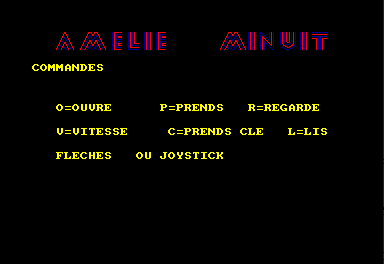 AMELIE MINUIT
COMMANDES
O=OUVRE P=PRENDS R=REGARDE
V=VITESSE C=PRENDS CLE L=LIS
FLECHES OU JOYSTICK